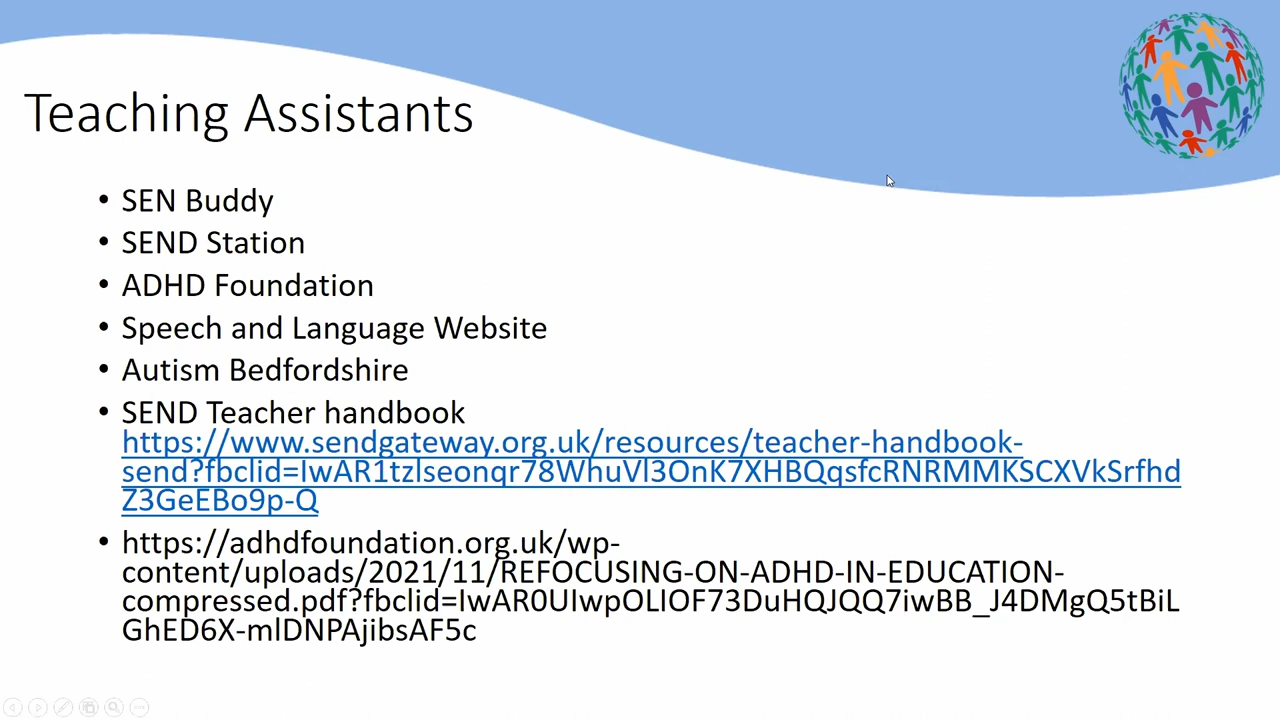 Teaching Assistants
• SEN Buddy
• SEND Station
• ADHD Foundation
• Speech and Language Website
• Autism Bedfordshire
• SEND Teacher handbook
https://www.sendgateway.org.uk/resources/teacher-handbook-
send?fbclid=IwAR1tzlseonqr78WhuVl3OnK7XHBQqsfcRNRMMKSCXVkSrfhd
Z3GeEBo9p-Q
• https://adhdfoundation.org.uk/wp-
content/uploads/2021/11/REFOCUSING-ON-ADHD-IN-EDUCATION-
compressed.pdf?fbclid=IwAR0UIwpOLIOF73DuHQJQQ7iwBB_J4DMgQ5tBiL
GhED6X-mlDNPAjibsAF5c